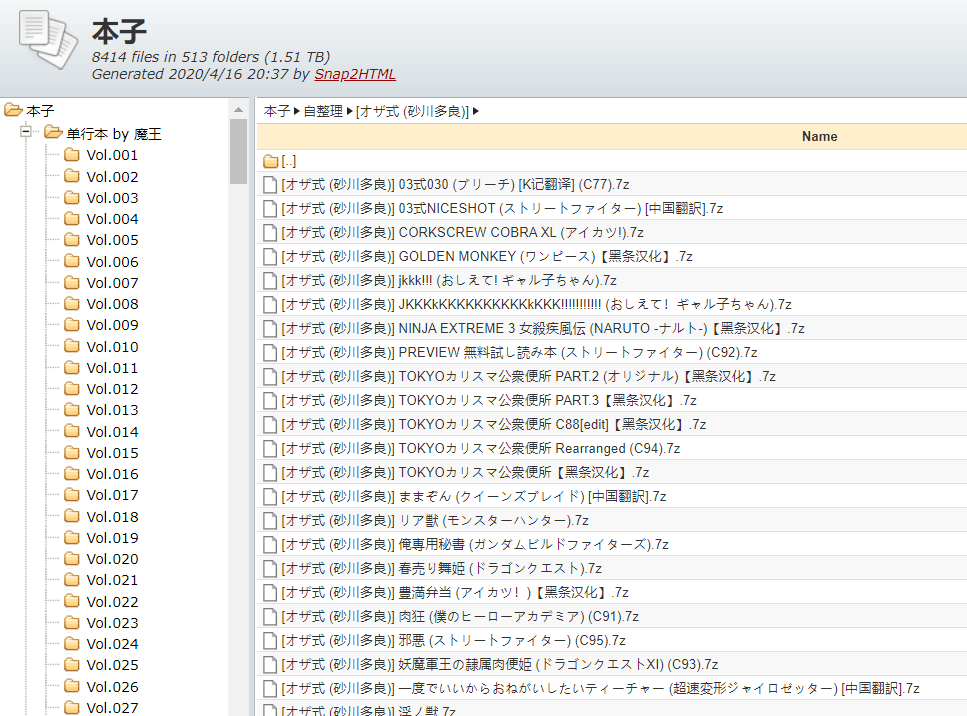 本子
8414 files in 513 folders (1.51 TB)
Generated 2020/4/16 20:37 by Snap2HTML
本子
单行本 by 魔王
Vol.001
Vol.002
Vol.003
Vol.004
Vol.005
Vol.006
Vol.007
Vol.008
Vol.009
Vol.010
Vol.011
Vol.012
Vol.013
Vol.014
Vol.015
Vol.016
Vol.017
Vol.018
Vol.019
Vol.020
Vol.021
Vol.022
Vol.023
Vol.024
Vol.025
Vol.026
Vol.027
本子 ▶ 自整理 ▶ [オザ式 (砂川多良)] ▶
Name
[..]
[オザ式 (砂川多良)] 03式030 (ブリーチ) [K记翻译] (C77).7z
[オザ式 (砂川多良)] 03式NICESHOT (ストリートファイター) [中国翻訳].7z
[オザ式 (砂川多良)] CORKSCREW COBRA XL (アイカツ!).7z
[オザ式 (砂川多良)] GOLDEN MONKEY (ワンピース)【黑条汉化】.7z
[オザ式 (砂川多良)] jkkk!!! (おしえて! ギャル子ちゃん).7z
[オザ式 (砂川多良)] JKKKkKKKKKKKKKKkKKK!!!!!!!!!!! (おしえて！ギャル子ちゃん).7z
[オザ式 (砂川多良)] NINJA EXTREME 3 女殺疾風伝 (NARUTO -ナルト-)【黑条汉化】.7z
[オザ式 (砂川多良)] PREVIEW 無料試し読み本 (ストリートファイター) (C92).7z
[オザ式 (砂川多良)] TOKYOカリスマ公衆便所 PART.2 (オリジナル)【黑条汉化】.7z
[オザ式 (砂川多良)] TOKYOカリスマ公衆便所 PART.3【黑条汉化】.7z
[オザ式 (砂川多良)] TOKYOカリスマ公衆便所 C88[edit]【黑条汉化】.7z
[オザ式 (砂川多良)] TOKYOカリスマ公衆便所 Rearranged (C94).7z
[オザ式 (砂川多良)] TOKYOカリスマ公衆便所【黑条汉化】.7z
[オザ式 (砂川多良)] ままぞん (クイーンズブレイド) [中国翻訳].7z
[オザ式 (砂川多良)] リア獣 (モンスターハンター).7z
[オザ式 (砂川多良)] 俺専用秘書 (ガンダムビルドファイターズ).7z
[オザ式 (砂川多良)] 春売り舞姫 (ドラゴンクエスト).7z
[オザ式 (砂川多良)] 豊満弁当 (アイカツ！)【黑条汉化】.7z
[オザ式 (砂川多良)] 肉狂 (僕のヒーローアカデミア) (C91).7z
[オザ式 (砂川多良)] 邪悪 (ストリートファイター) (C95).7z
[オザ式 (砂川多良)] 妖魔軍王の隷属肉便姫 (ドラゴンクエストXI) (C93).7z
[オザ式 (砂川多良)] 一度でいいからおねがいしたいティーチャー (超速変形ジャイロゼッター) [中国翻訳].7z
[オザ式 (砂川多良)] 淫ノ獣.7z